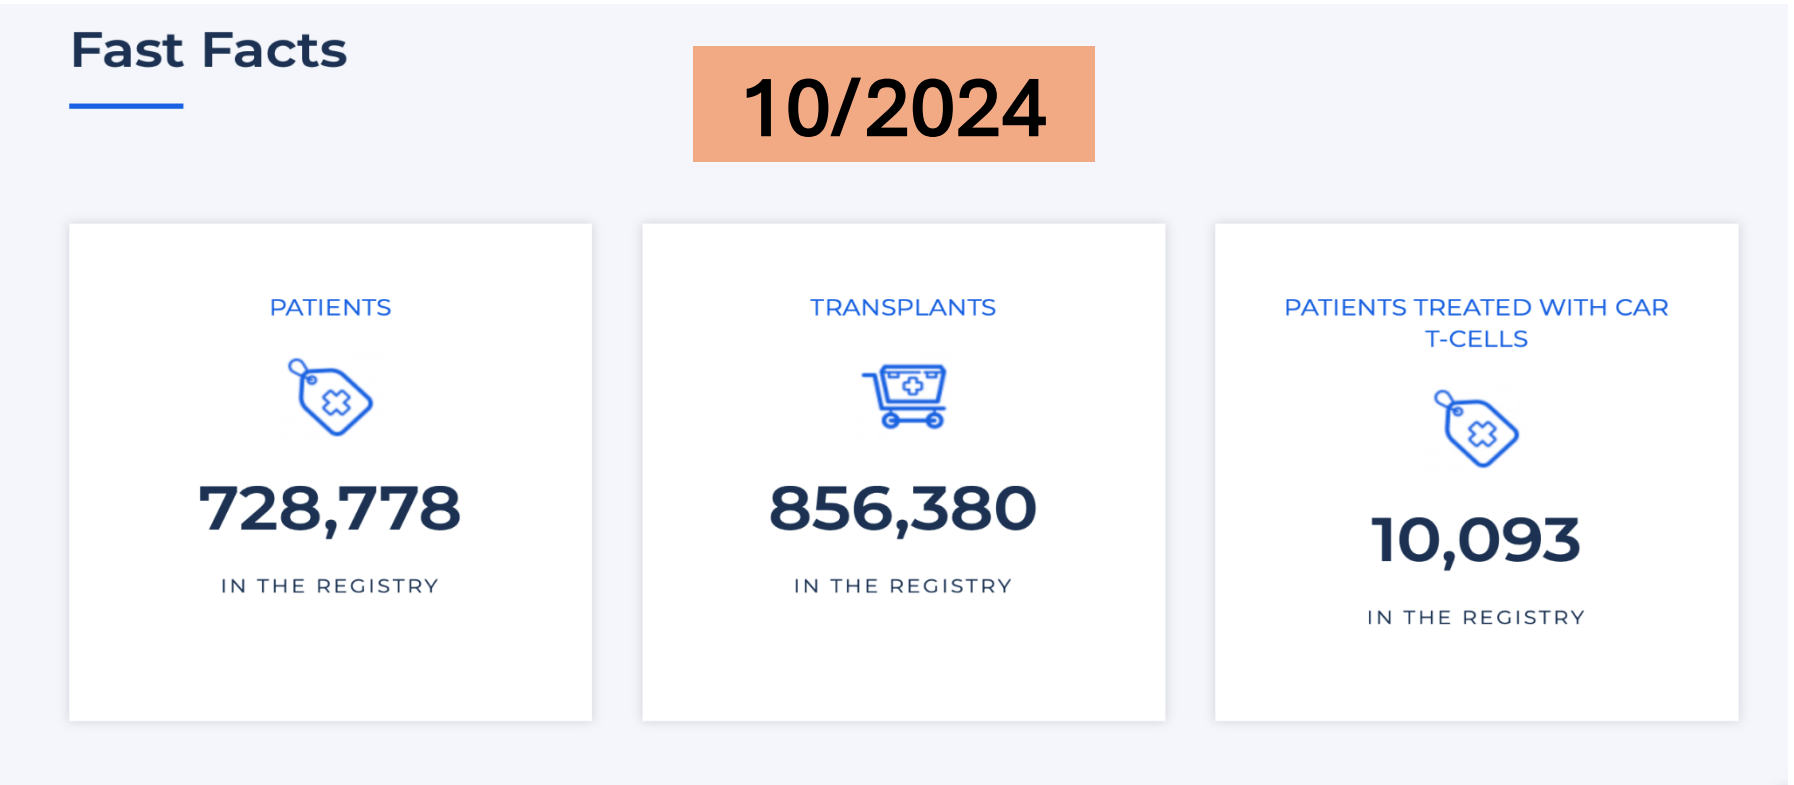 Fast Facts
10/2024
PATIENTS
728,778
IN THE REGISTRY
TRANSPLANTS
856,380
IN THE REGISTRY
PATIENTS TREATED WITH CAR
T-CELLS
10,093
IN THE REGISTRY